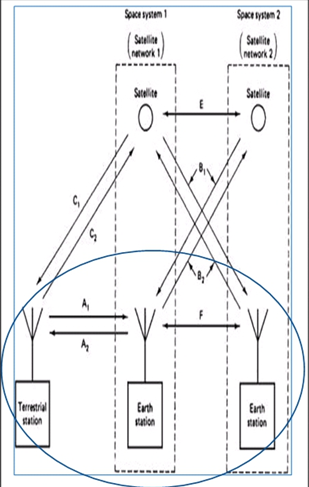 Space system 1
Space system 2
(Satellite
network 1)
(Satellite
network 2)
Satellite
Satellite
E
B₁
C₁
C₂
B₂
A₁
F
A₂
Terrestrial
station
Earth
station
Earth
station